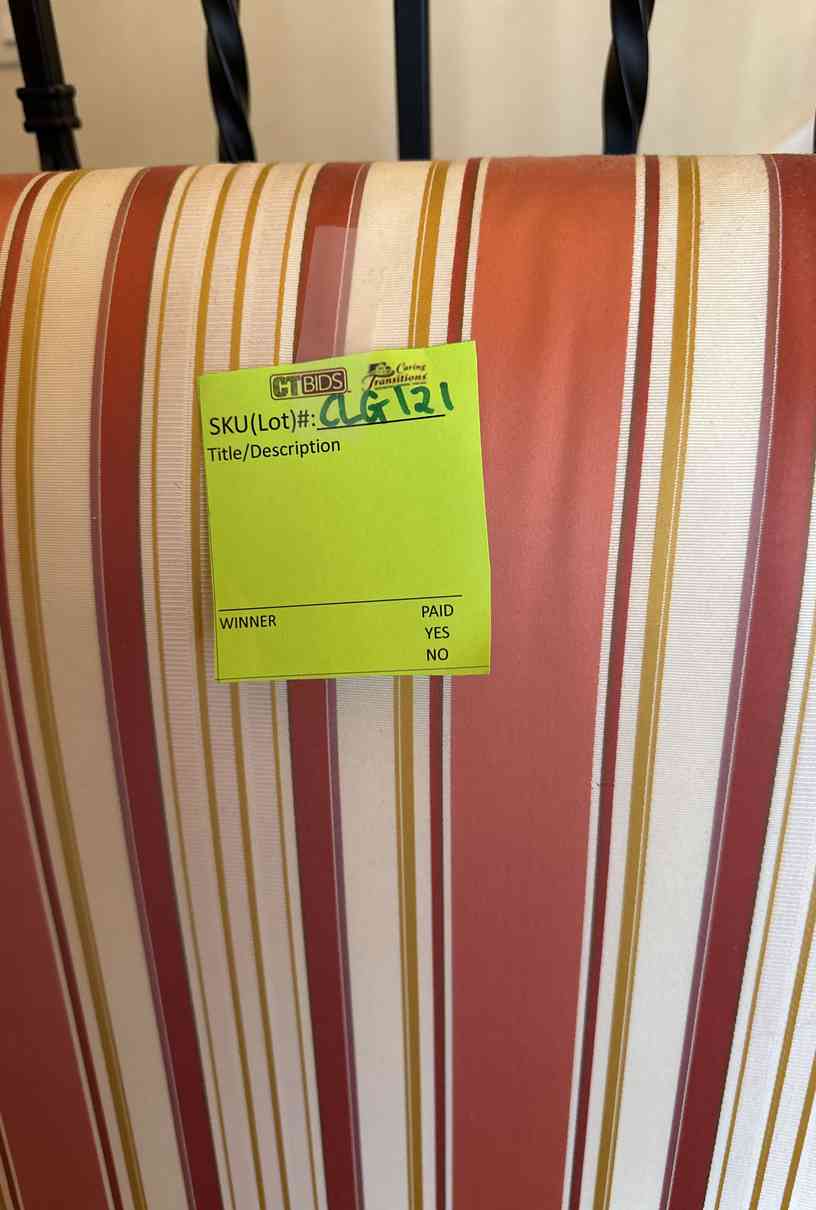 CTBIDS Caring Transitions
SKU(Lot)#: CLG121
Title/Description
WINNER PAID
YES
NO